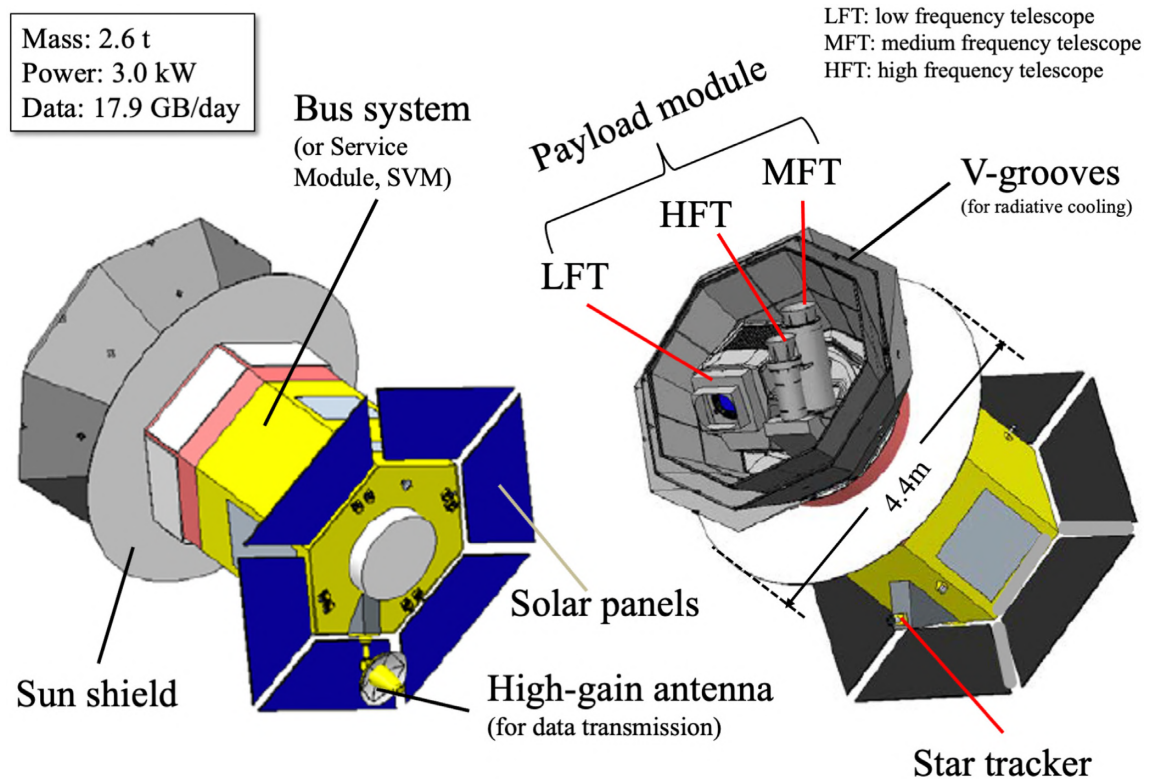 Mass: 2.6 t
Power: 3.0 kW
Data: 17.9 GB/day
LFT: low frequency telescope
MFT: medium frequency telescope
HFT: high frequency telescope
Bus system
(or Service
Module, SVM)
Payload module
MFT
HFT
LFT
V-grooves
(for radiative cooling)
4.4m
Solar panels
Sun shield
High-gain antenna
(for data transmission)
Star tracker